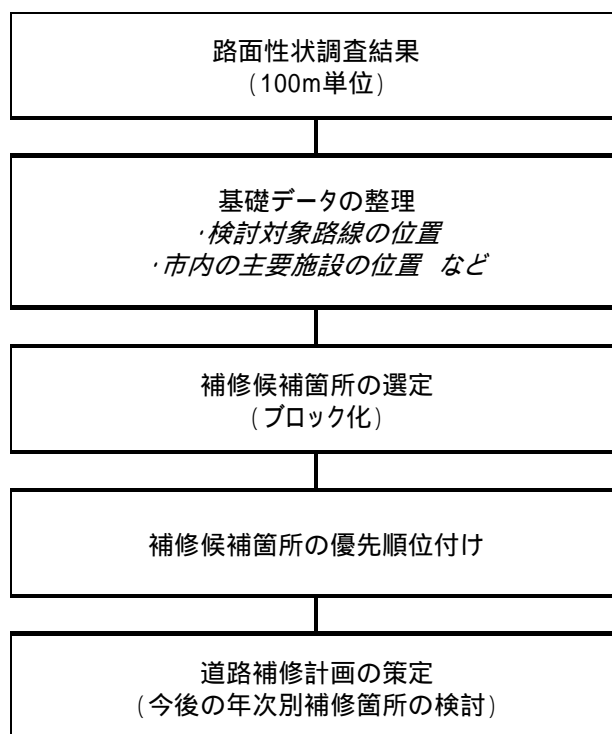 路面性状調査結果
(100m単位)
基礎データの整理
・検討対象路線の位置
・市内の主要施設の位置 など
補修候補箇所の選定
(ブロック化)
補修候補箇所の優先順位付け
道路補修計画の策定
(今後の年次別補修箇所の検討)